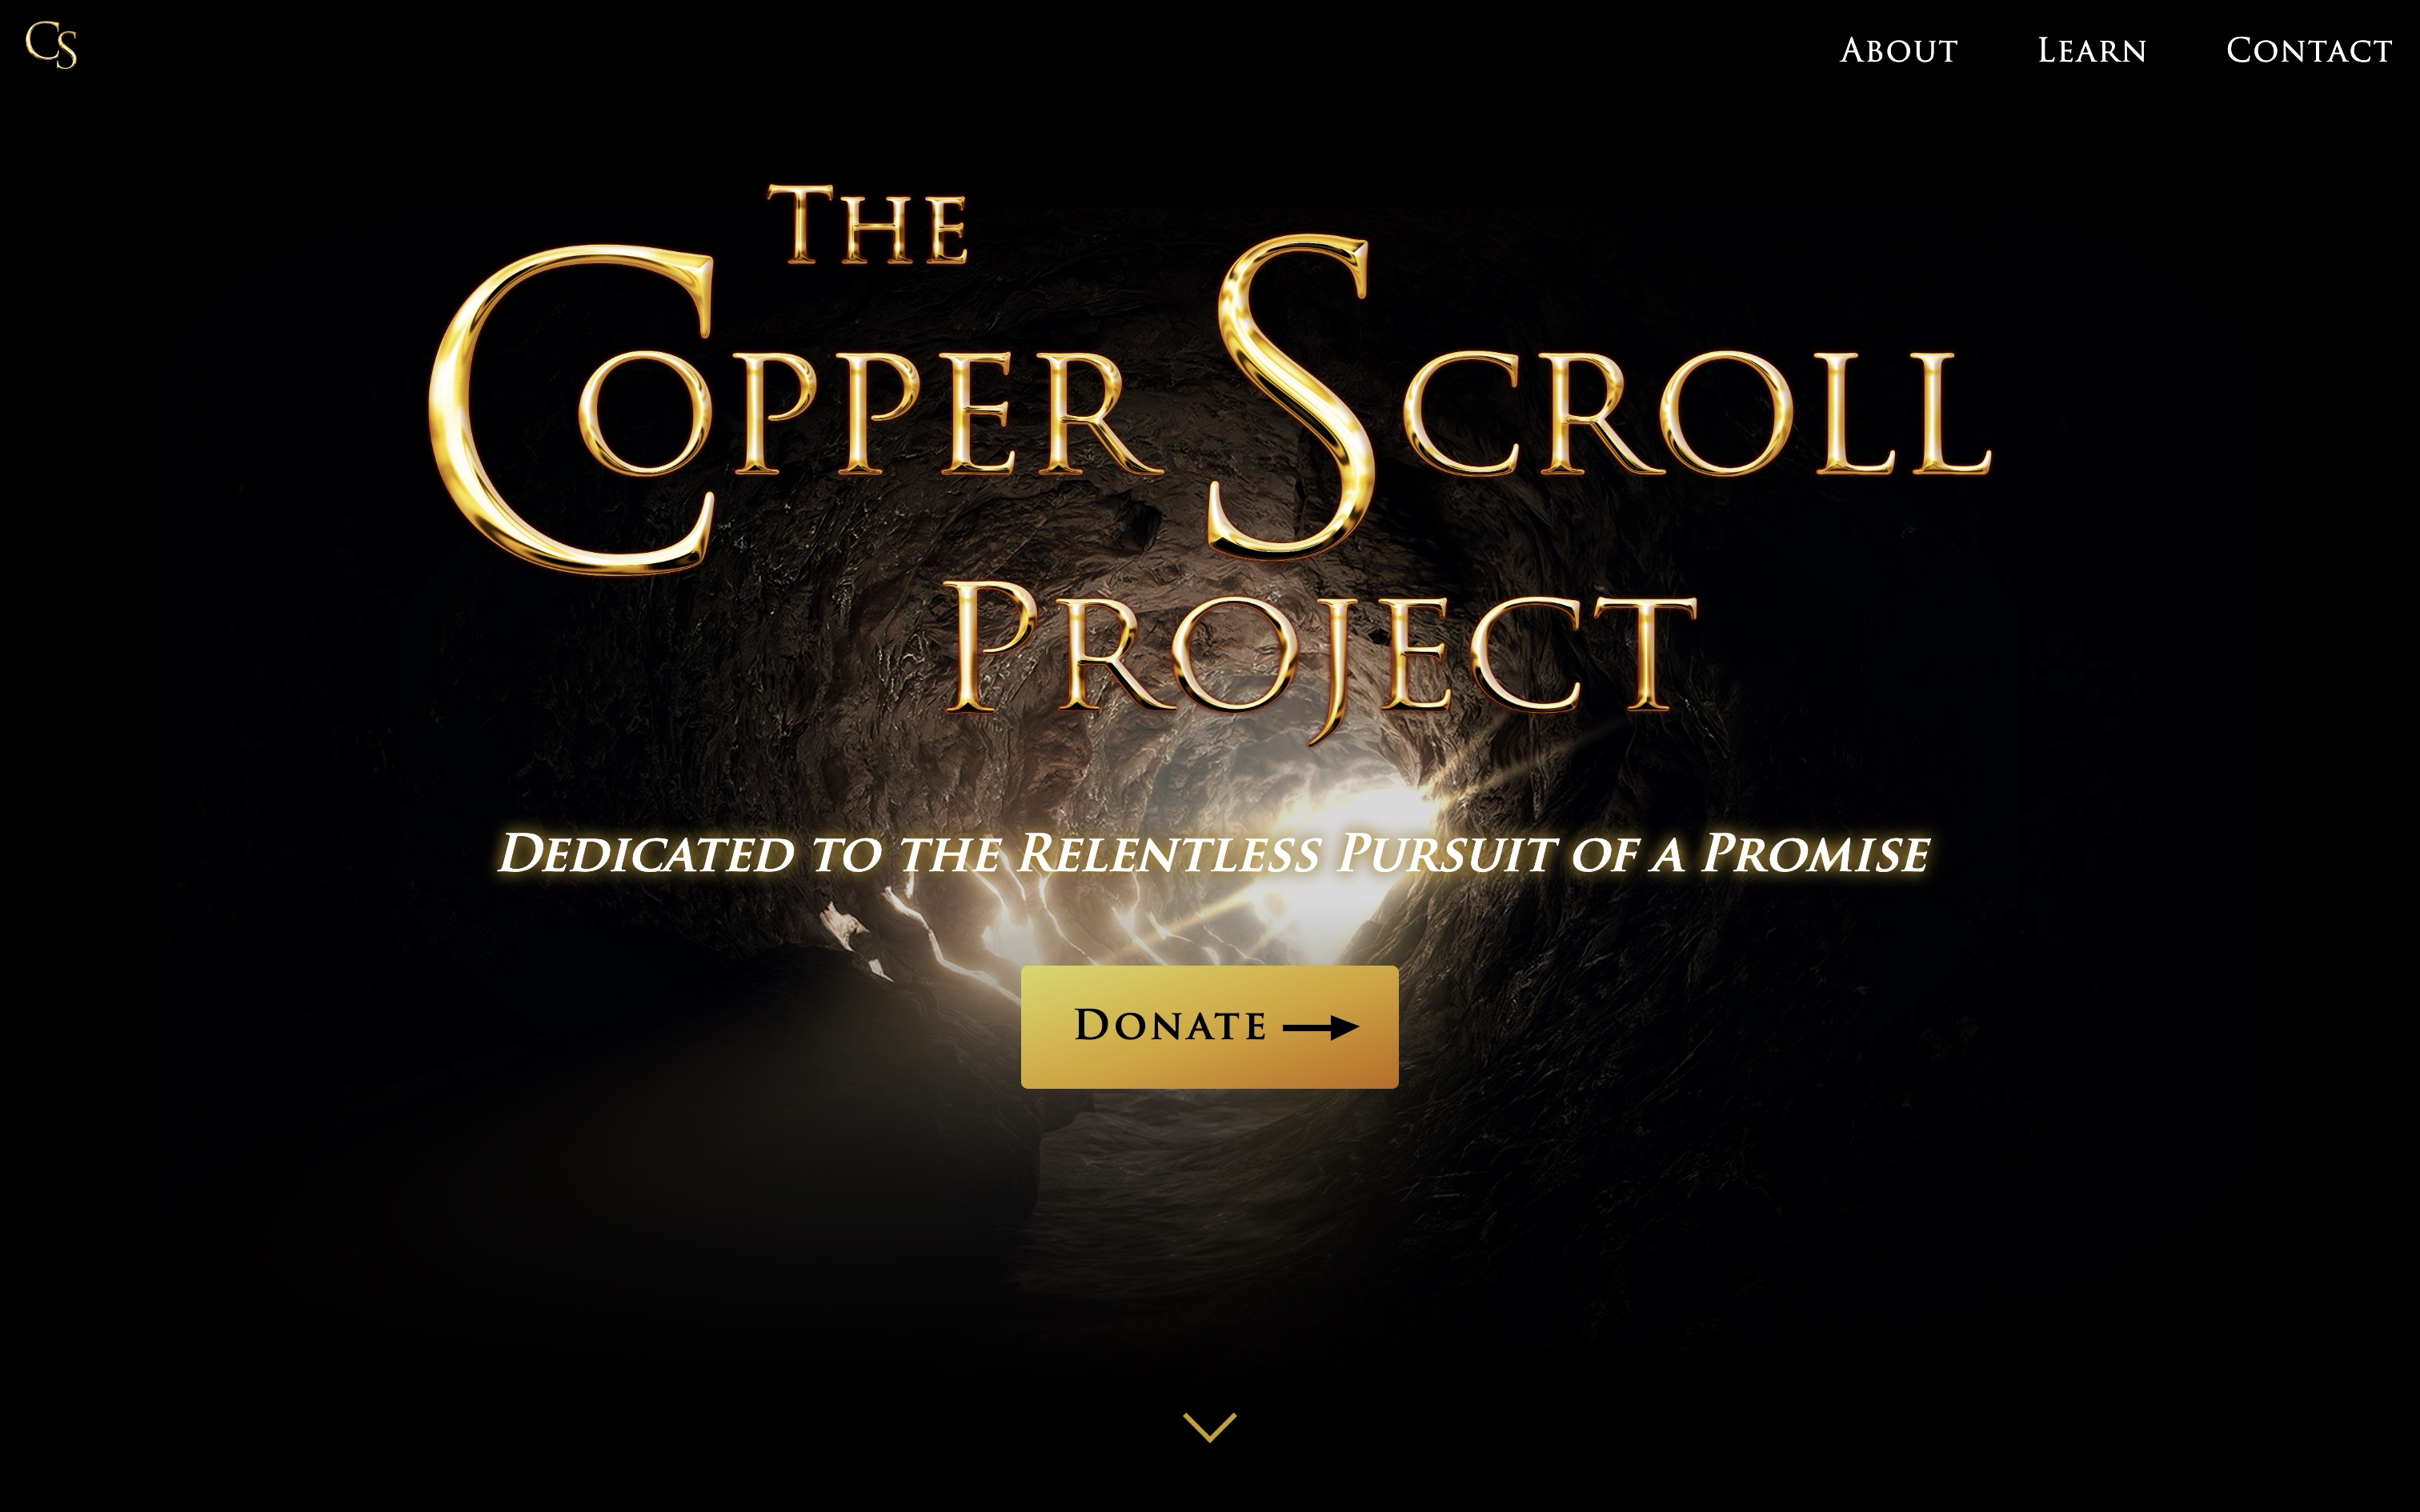 CS
About Learn Contact
The
Copper Scroll
Project
Dedicated to the Relentless Pursuit of a Promise
Donate